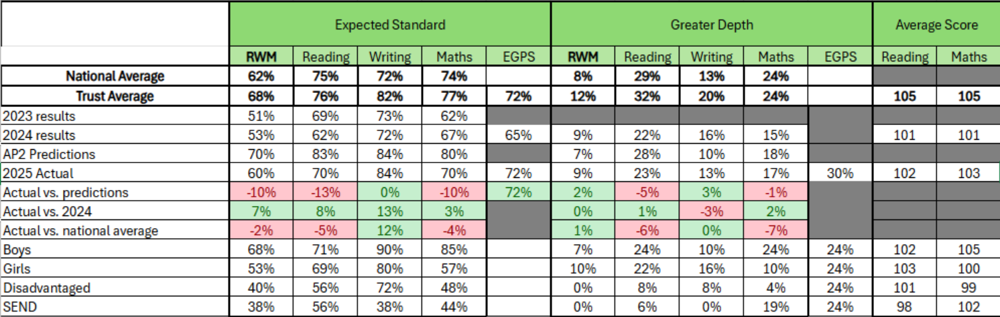 Expected Standard Greater Depth Average Score
RWM Reading Writing Maths EGPS RWM Reading Writing Maths EGPS Reading Maths
National Average 62% 75% 72% 74% 8% 29% 13% 24%
Trust Average 68% 76% 82% 77% 72% 12% 32% 20% 24% 105 105
2023 results 51% 69% 73% 62%
2024 results 53% 62% 72% 67% 65% 9% 22% 16% 15% 101 101
AP2 Predictions 70% 83% 84% 80% 7% 28% 10% 18%
2025 Actual 60% 70% 84% 70% 72% 9% 23% 13% 17% 30% 102 103
Actual vs. predictions -10% -13% 0% -10% 72% 2% -5% 3% -1%
Actual vs. 2024 7% 8% 13% 3% 0% 1% -3% 2%
Actual vs. national average -2% -5% 12% -4% 1% -6% 0% -7%
Boys 68% 71% 90% 85% 7% 24% 10% 24% 24% 102 105
Girls 53% 69% 80% 57% 10% 22% 16% 10% 24% 103 100
Disadvantaged 40% 56% 72% 48% 0% 8% 8% 4% 24% 101 99
SEND 38% 56% 38% 44% 0% 6% 0% 19% 24% 98 102